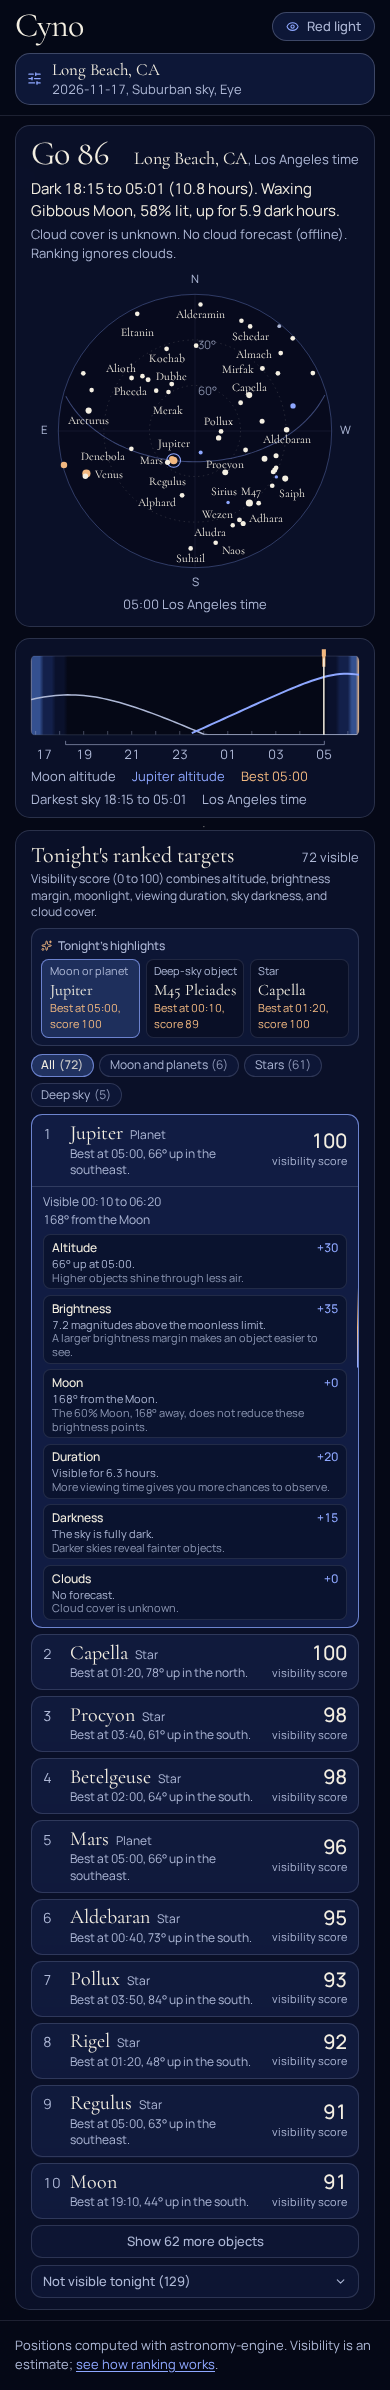 Cyno
Red light
Long Beach, CA
2026-11-17, Suburban sky, Eye
Go 86
Long Beach, CA, Los Angeles time
Dark 18:15 to 05:01 (10.8 hours). Waxing
Gibbous Moon, 58% lit, up for 5.9 dark hours.
Cloud cover is unknown. No cloud forecast (offline).
Ranking ignores clouds.
N
Alderamin
Eltanin
Schedar
30°
Kochab
Almach
Alioth
Dubhe
Mirfak
Phecda
60°
Capella
Merak
Arcturus
Pollux
E
W
Jupiter
Aldebaran
Denebola
Mars
Procyon
Venus
Regulus
Sirius
M47
Saiph
Alphard
Wezen
Adhara
Aludra
Suhail
Naos
S
05:00 Los Angeles time
17 19 21 23 01 03 05
Moon altitude Jupiter altitude Best 05:00
Darkest sky 18:15 to 05:01 Los Angeles time
Tonight's ranked targets
72 visible
Visibility score (0 to 100) combines altitude, brightness
margin, moonlight, viewing duration, sky darkness, and
cloud cover.
Tonight's highlights
Moon or planet
Jupiter
Best at 05:00,
score 100
Deep-sky object
M45 Pleiades
Best at 00:10,
score 89
Star
Capella
Best at 01:20,
score 100
All (72)
Moon and planets (6)
Stars (61)
Deep sky (5)
1 Jupiter Planet
100
Best at 05:00, 66° up in the
southeast.
visibility score
Visible 00:10 to 06:20
168° from the Moon
Altitude +30
66° up at 05:00.
Higher objects shine through less air.
Brightness +35
7.2 magnitudes above the moonless limit.
A larger brightness margin makes an object easier to
see.
Moon +0
168° from the Moon.
The 60% Moon, 168° away, does not reduce these
brightness points.
Duration +20
Visible for 6.3 hours.
More viewing time gives you more chances to observe.
Darkness +15
The sky is fully dark.
Darker skies reveal fainter objects.
Clouds +0
No forecast.
Cloud cover is unknown.
2 Capella Star 100
Best at 01:20, 78° up in the north. visibility score
3 Procyon Star 98
Best at 03:40, 61° up in the south. visibility score
4 Betelgeuse Star 98
Best at 02:00, 64° up in the south. visibility score
5 Mars Planet 96
Best at 05:00, 66° up in the
southeast.
visibility score
6 Aldebaran Star 95
Best at 00:40, 73° up in the south. visibility score
7 Pollux Star 93
Best at 03:50, 84° up in the south. visibility score
8 Rigel Star 92
Best at 01:20, 48° up in the south. visibility score
9 Regulus Star 91
Best at 05:00, 63° up in the
southeast.
visibility score
10 Moon 91
Best at 19:10, 44° up in the south. visibility score
Show 62 more objects
Not visible tonight (129)
Positions computed with astronomy-engine. Visibility is an
estimate; see how ranking works.